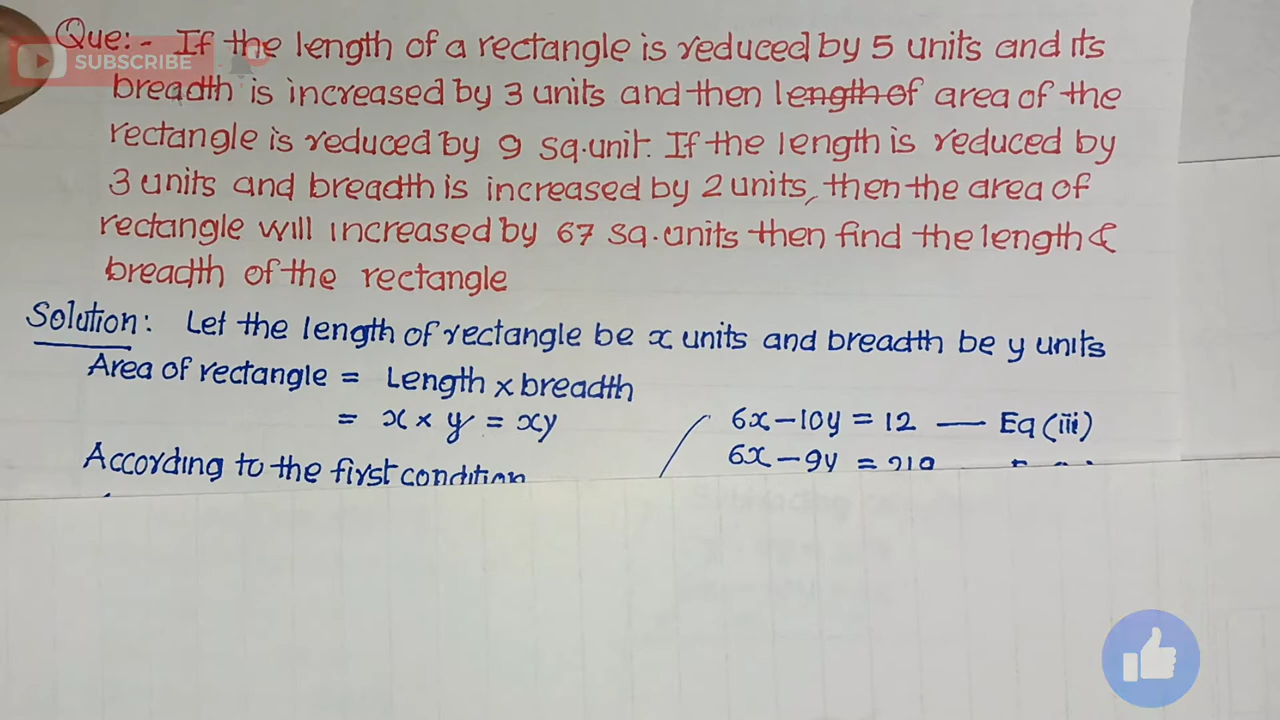 Que:- If the length of a rectangle is reduced by 5 units and its
SUBSCRIBE
breadth is increased by 3 units and then length of area of the
rectangle is reduced by 9 sq.unit. If the length is reduced by
3 units and breadth is increased by 2 units, then the area of
rectangle will increased by 67 sq.units then find the length &
breadth of the rectangle
Solution: Let the length of rectangle be x units and breadth be y units
Area of rectangle = Length × breadth
= x × y = xy
6x-10y = 12 — Eq (iii)
According to the first condition
6x-9y = 219